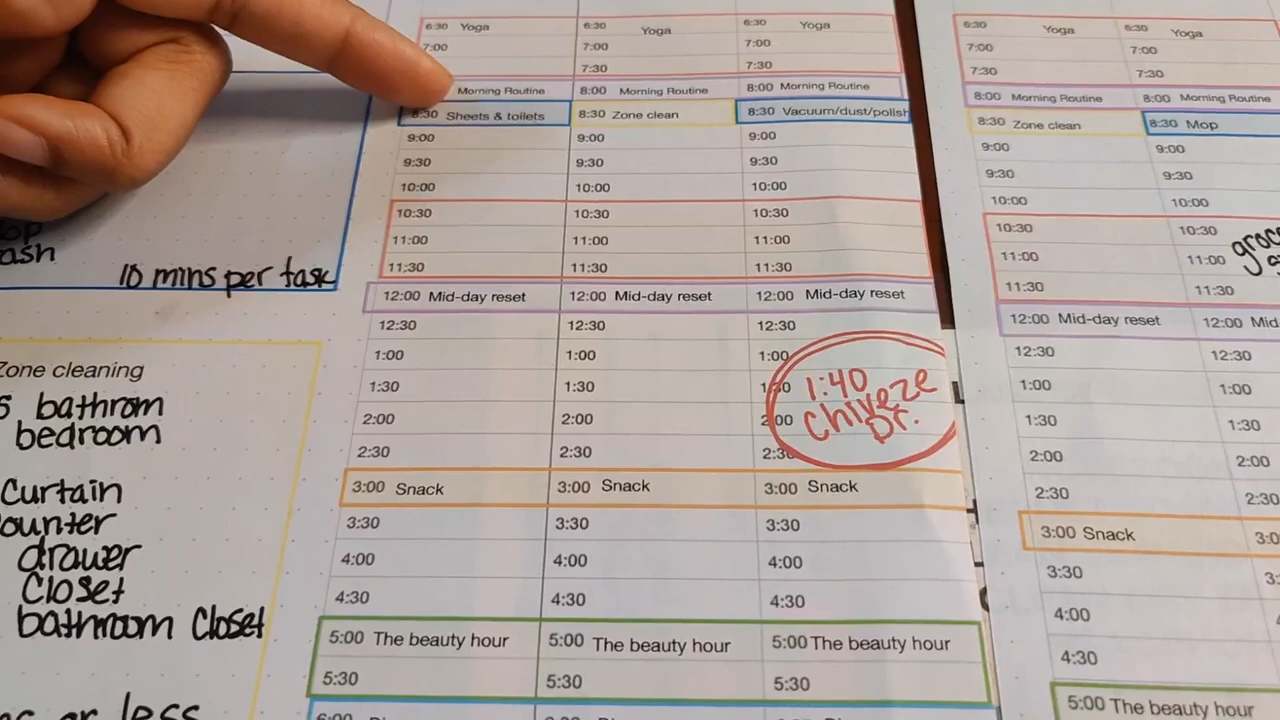 6:30 Yoga 6:30 Yoga 6:30 Yoga
7:00 7:00 7:00
7:30 7:30
Morning Routine 8:00 Morning Routine 8:00 Morning Routine
8:30 Sheets & toilets 8:30 Zone clean 8:30 Vacuum/dust/polish
9:00 9:00 9:00
9:30 9:30 9:30
10:00 10:00 10:00
10:30 10:30 10:30
11:00 11:00 11:00
11:30 11:30 11:30
12:00 Mid-day reset 12:00 Mid-day reset 12:00 Mid-day reset
12:30 12:30 12:30
1:00 1:00 1:00
1:30 1:30
2:00 2:00
2:30 2:30
1:40
Chiveze
Dr.
3:00 Snack 3:00 Snack 3:00 Snack
3:30 3:30 3:30
4:00 4:00 4:00
4:30 4:30 4:30
5:00 The beauty hour 5:00 The beauty hour 5:00 The beauty hour
5:30 5:30 5:30
6:30 Yoga 6:30 Yoga
7:00 7:00
7:30 7:30
8:00 Morning Routine 8:00 Morning Routine
8:30 Zone clean 8:30 Mop
9:00 9:00
9:30 9:30
10:00 10:00
10:30 10:30
11:00 11:00
11:30 11:30
12:00 Mid-day reset 12:00 Mid
12:30 12:30
1:00 1:00
1:30 1:30
2:00 2:00
2:30 2:30
3:00 Snack
3:30
4:00
4:30
5:00 The beauty hour
10 mins per task
Zone cleaning
bathrom
bedroom
curtain
drawer
closet
bathroom closet
or less